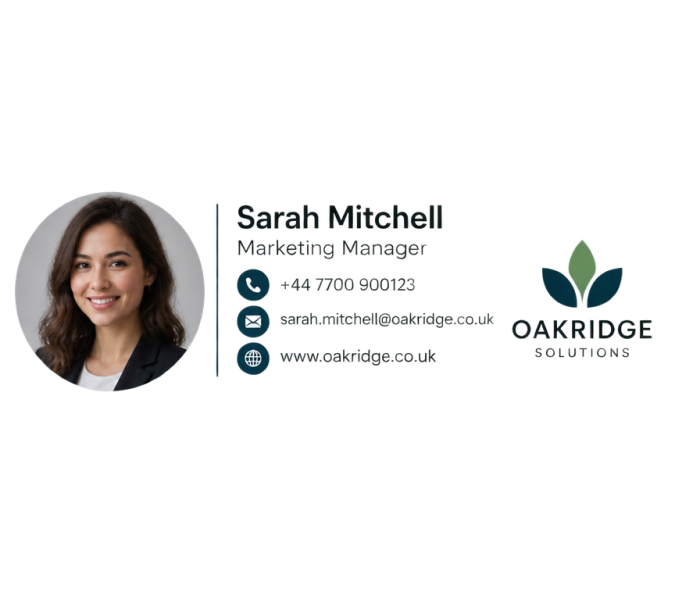 Sarah Mitchell
Marketing Manager
+44 7700 900123
sarah.mitchell@oakridge.co.uk
www.oakridge.co.uk
OAKRIDGE
SOLUTIONS